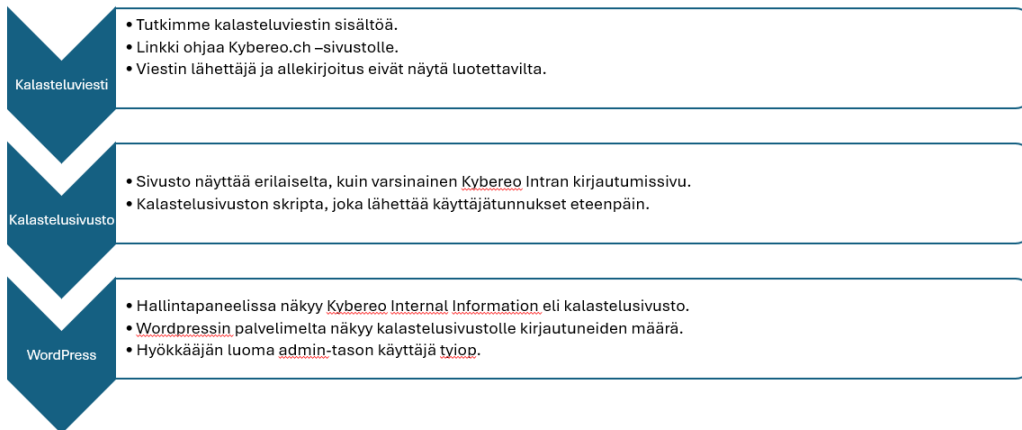 Kalasteluviesti
• Tutkimme kalasteluviestin sisältöä.
• Linkki ohjaa Kybereo.ch –sivustolle.
• Viestin lähettäjä ja allekirjoitus eivät näytä luotettavilta.
Kalastelusivusto
• Sivusto näyttää erilaiselta, kuin varsinainen Kybereo Intran kirjautumissivu.
• Kalastelusivuston skripta, joka lähettää käyttäjätunnukset eteenpäin.
WordPress
• Hallintapaneelissa näkyy Kybereo Internal Information eli kalastelusivusto.
• Wordpressin palvelimelta näkyy kalastelusivustolle kirjautuneiden määrä.
• Hyökkääjän luoma admin-tason käyttäjä tyiop.